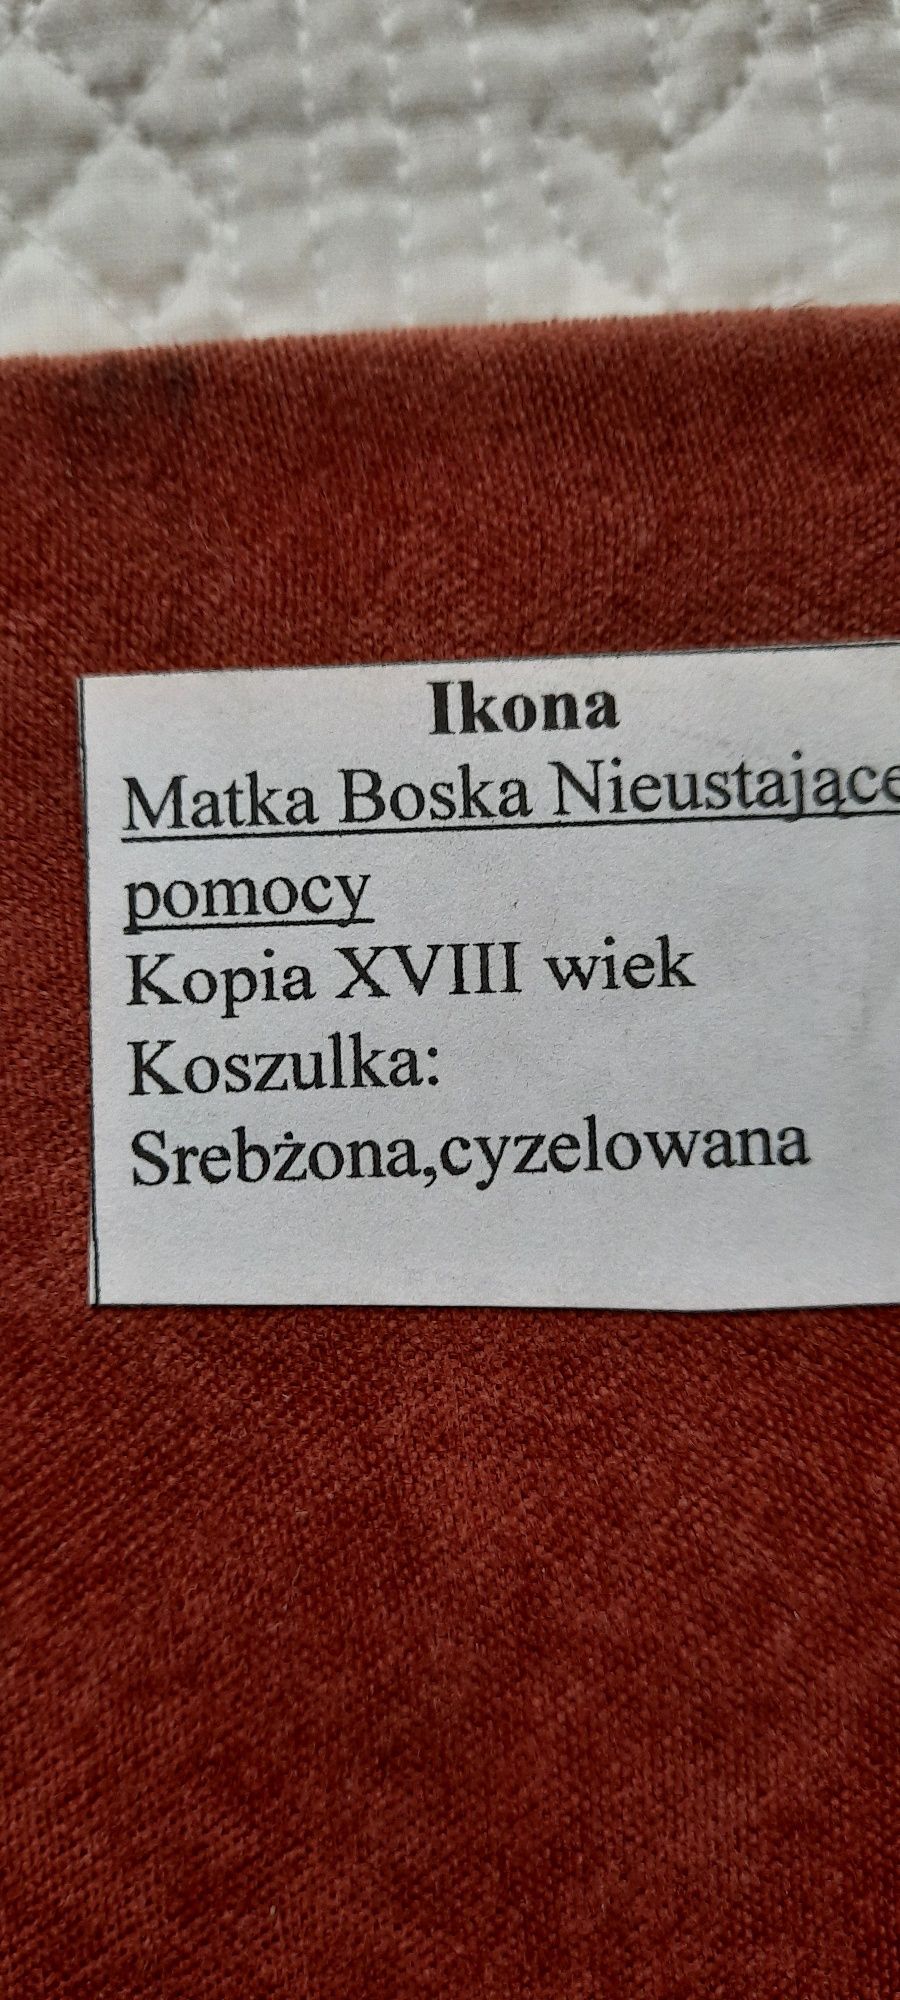 Ikona
Matka Boska Nieustające
pomocy
Kopia XVIII wiek
Koszulka:
Srebżona,cyzelowana